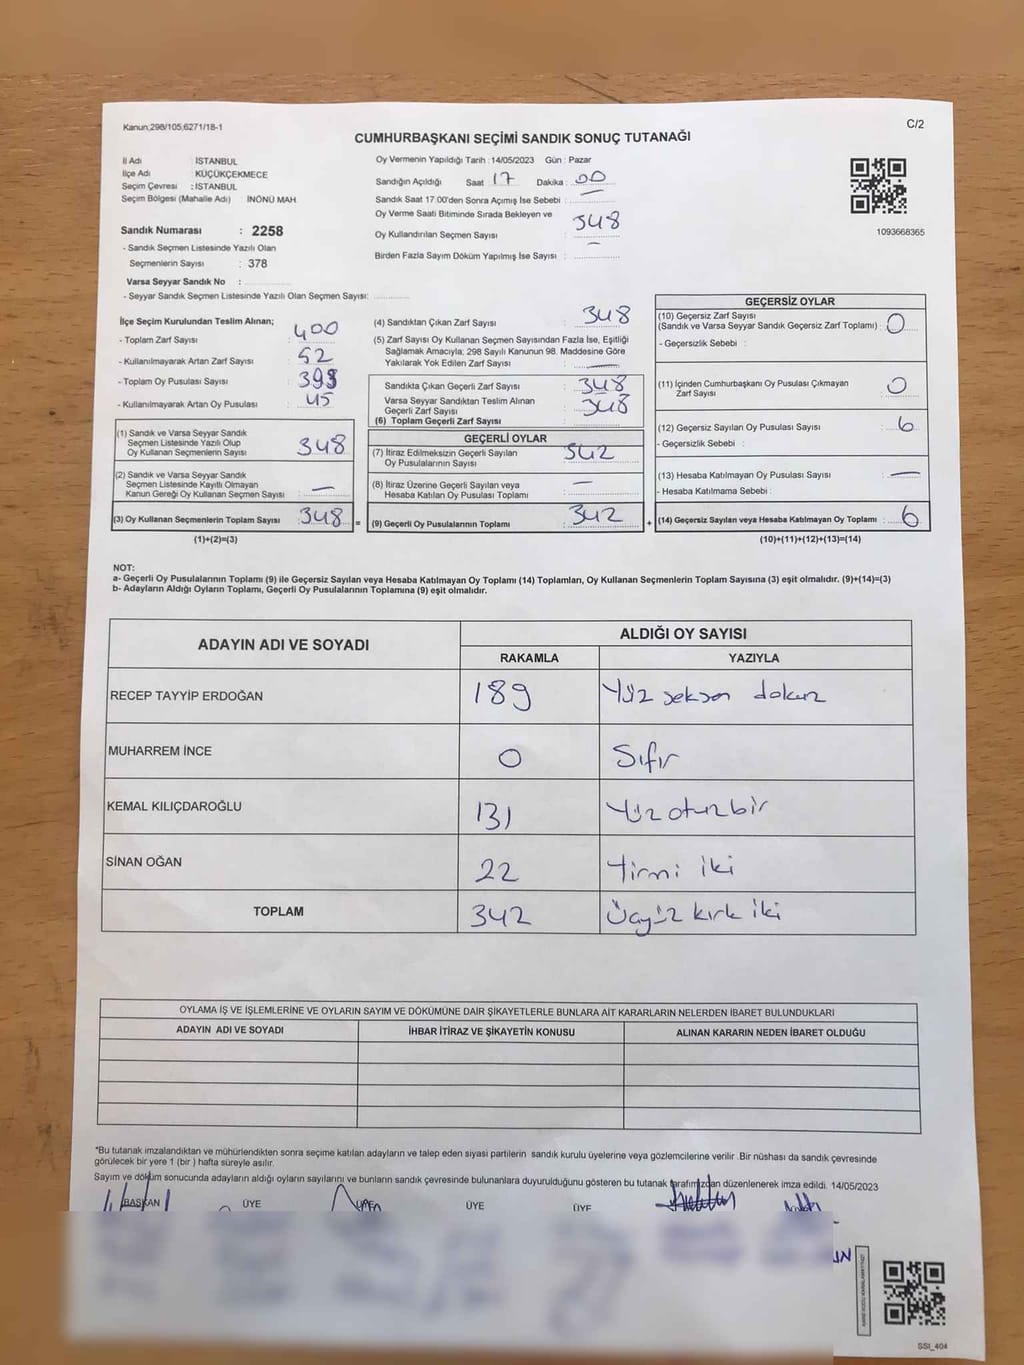 Kanun;298/105;6271/18-1
C/2
CUMHURBAŞKANI SEÇİMİ SANDIK SONUÇ TUTANAĞI
İl Adı : İSTANBUL
İlçe Adı : KÜÇÜKÇEKMECE
Seçim Çevresi : İSTANBUL
Seçim Bölgesi (Mahalle Adı) İNÖNÜ MAH.
Sandık Numarası : 2258
- Sandık Seçmen Listesinde Yazılı Olan
Seçmenlerin Sayısı : 378
Varsa Seyyar Sandık No :
- Seyyar Sandık Seçmen Listesinde Yazılı Olan Seçmen Sayısı:
Oy Vermenin Yapıldığı Tarih : 14/05/2023 Gün : Pazar
Sandığın Açıldığı Saat 17 Dakika : 00
Sandık Saat 17.00'den Sonra Açımış İse Sebebi : —
Oy Verme Saati Bitiminde Sırada Bekleyen ve
Oy Kullandırılan Seçmen Sayısı : 348
Birden Fazla Sayım Döküm Yapılmış İse Sayısı : —
1093668365
İlçe Seçim Kurulundan Teslim Alınan;
- Toplam Zarf Sayısı : 400
- Kullanılmayarak Artan Zarf Sayısı : 52
- Toplam Oy Pusulası Sayısı : 393
- Kullanılmayarak Artan Oy Pusulası : 45
(1) Sandık ve Varsa Seyyar Sandık
Seçmen Listesinde Yazılı Olup
Oy Kullanan Seçmenlerin Sayısı : 348
(2) Sandık ve Varsa Seyyar Sandık
Seçmen Listesinde Kayıtlı Olmayan
Kanun Gereği Oy Kullanan Seçmen Sayısı : —
(3) Oy Kullanan Seçmenlerin Toplam Sayısı : 348 =
(1)+(2)=(3)
(4) Sandıktan Çıkan Zarf Sayısı : 348
(5) Zarf Sayısı Oy Kullanan Seçmen Sayısından Fazla İse, Eşitliği
Sağlamak Amacıyla; 298 Sayılı Kanunun 98. Maddesine Göre
Yakılarak Yok Edilen Zarf Sayısı : —
Sandıkta Çıkan Geçerli Zarf Sayısı : 348
Varsa Seyyar Sandıktan Teslim Alınan
Geçerli Zarf Sayısı : 348
(6) Toplam Geçerli Zarf Sayısı :
GEÇERLİ OYLAR
(7) İtiraz Edilmeksizin Geçerli Sayılan
Oy Pusulalarının Sayısı : 342
(8) İtiraz Üzerine Geçerli Sayılan veya
Hesaba Katılan Oy Pusulası Toplamı : —
(9) Geçerli Oy Pusulalarının Toplamı : 342 +
GEÇERSİZ OYLAR
(10) Geçersiz Zarf Sayısı
(Sandık ve Varsa Seyyar Sandık Geçersiz Zarf Toplamı) : 0
- Geçersizlik Sebebi :
(11) İçinden Cumhurbaşkanı Oy Pusulası Çıkmayan
Zarf Sayısı : 0
(12) Geçersiz Sayılan Oy Pusulası Sayısı : 6
- Geçersizlik Sebebi :
(13) Hesaba Katılmayan Oy Pusulası Sayısı : —
- Hesaba Katılmama Sebebi :
(14) Geçersiz Sayılan veya Hesaba Katılmayan Oy Toplamı : 6
(10)+(11)+(12)+(13)=(14)
NOT:
a- Geçerli Oy Pusulalarının Toplamı (9) ile Geçersiz Sayılan veya Hesaba Katılmayan Oy Toplamı (14) Toplamları, Oy Kullanan Seçmenlerin Toplam Sayısına (3) eşit olmalıdır. (9)+(14)=(3)
b- Adayların Aldığı Oyların Toplamı, Geçerli Oy Pusulalarının Toplamına (9) eşit olmalıdır.
ADAYIN ADI VE SOYADI
ALDIĞI OY SAYISI
RAKAMLA YAZIYLA
RECEP TAYYİP ERDOĞAN 189 Yüz seksen dokuz
MUHARREM İNCE 0 Sıfır
KEMAL KILIÇDAROĞLU 131 Yüz otuz bir
SİNAN OĞAN 22 Yirmi iki
TOPLAM 342 Üçyüz kırk iki
OYLAMA İŞ VE İŞLEMLERİNE VE OYLARIN SAYIM VE DÖKÜMÜNE DAİR ŞİKAYETLERLE BUNLARA AİT KARARLARIN NELERDEN İBARET BULUNDUKLARI
ADAYIN ADI VE SOYADI İHBAR İTİRAZ VE ŞİKAYETİN KONUSU ALINAN KARARIN NEDEN İBARET OLDUĞU
*Bu tutanak imzalandıktan ve mühürlendikten sonra seçime katılan adayların ve talep eden siyasi partilerin sandık kurulu üyelerine veya gözlemcilerine verilir .Bir nüshası da sandık çevresinde
görülecek bir yere 1 (bir ) hafta süreyle asılır.
Sayım ve döküm sonucunda adayların aldığı oyların sayılarını ve bunların sandık çevresinde bulunanlara duyurulduğunu gösteren bu tutanak tarafımızdan düzenlenerek imza edildi. 14/05/2023
BAŞKAN ÜYE ÜYE ÜYE ÜYE
SSI_404